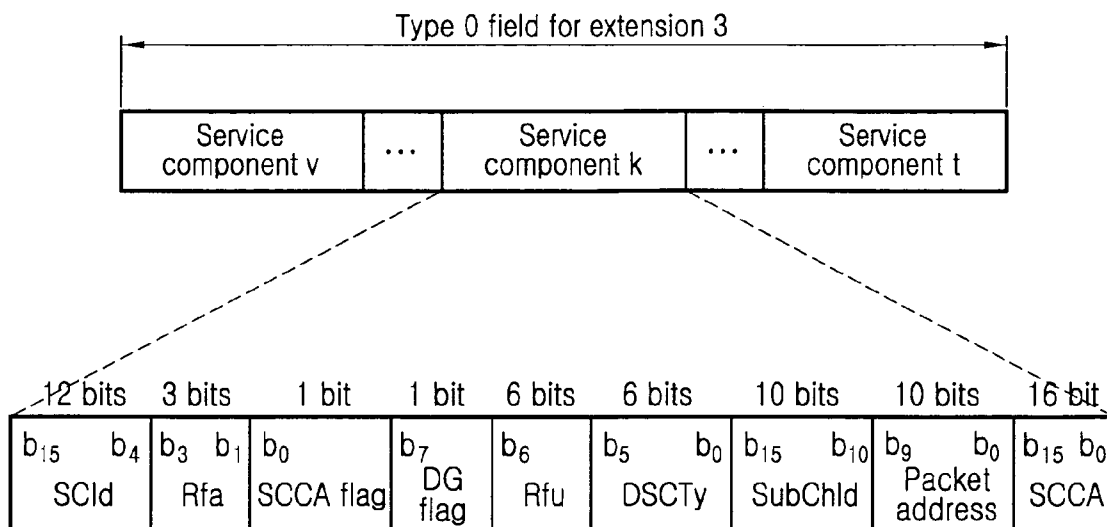 Type 0 field for extension 3
Service component v
...
Service component k
...
Service component t
12 bits 3 bits 1 bit 1 bit 6 bits 6 bits 10 bits 10 bits 16 bit
b15 b4 b3 b1 b0 b7 b6 b5 b0 b15 b10 b9 b0 b15 b0
SCId Rfa SCCA flag DG flag Rfu DSCTy SubChId Packet address SCCA